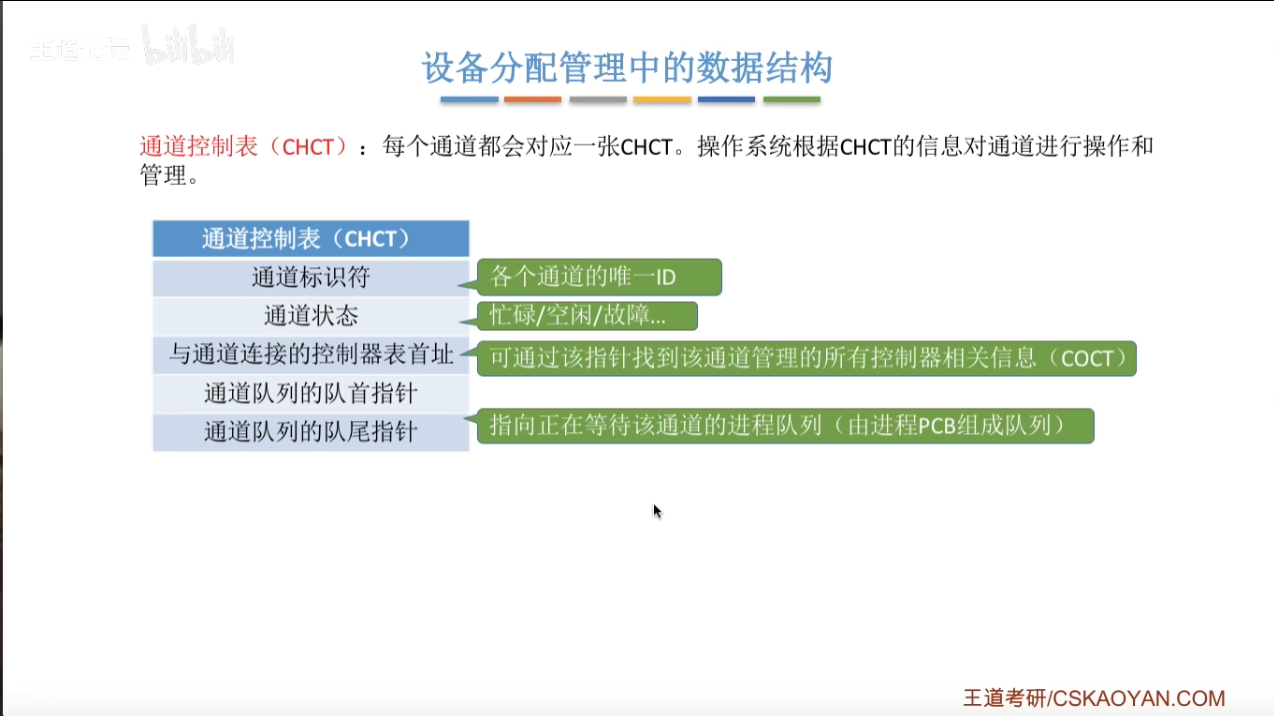 王道论坛 bilibili
设备分配管理中的数据结构
通道控制表（CHCT）：每个通道都会对应一张CHCT。操作系统根据CHCT的信息对通道进行操作和
管理。
通道控制表（CHCT）
通道标识符
各个通道的唯一ID
通道状态
忙碌/空闲/故障...
与通道连接的控制器表首址
可通过该指针找到该通道管理的所有控制器相关信息（COCT）
通道队列的队首指针
通道队列的队尾指针
指向正在等待该通道的进程队列（由进程PCB组成队列）
王道考研/CSKAOYAN.COM